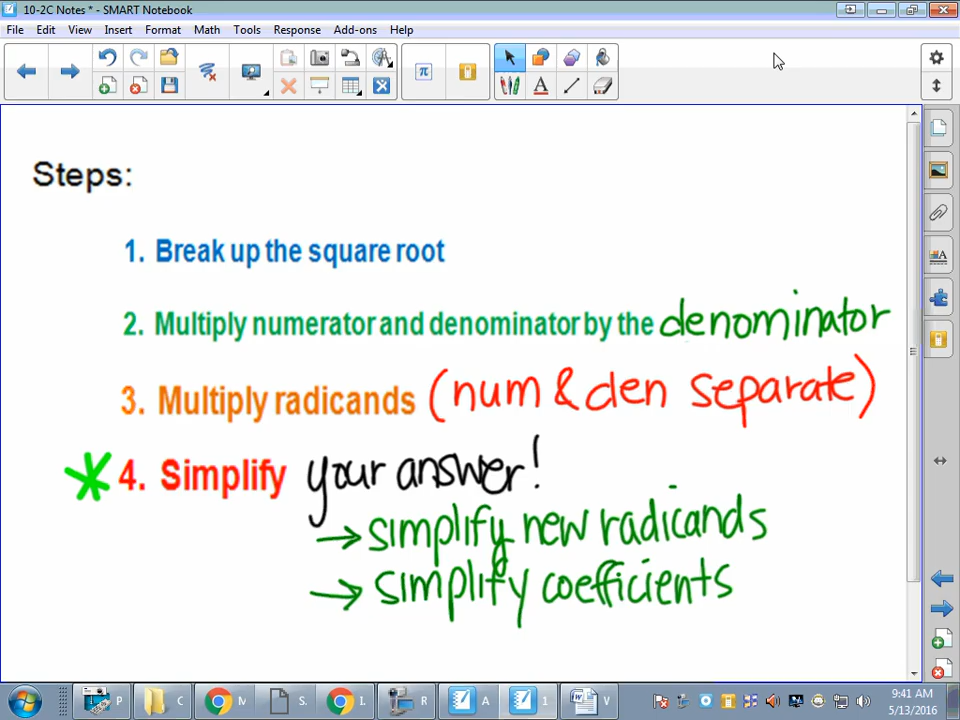 10-2C Notes * - SMART Notebook
File Edit View Insert Format Math Tools Response Add-ons Help
π
A
A
Steps:
1. Break up the square root
2. Multiply numerator and denominator by the denominator
3. Multiply radicands (num & den separate)
* 4. Simplify your answer!
→ simplify new radicands
→ simplify coefficients
P C M S. I. R A 1 V
9:41 AM
5/13/2016